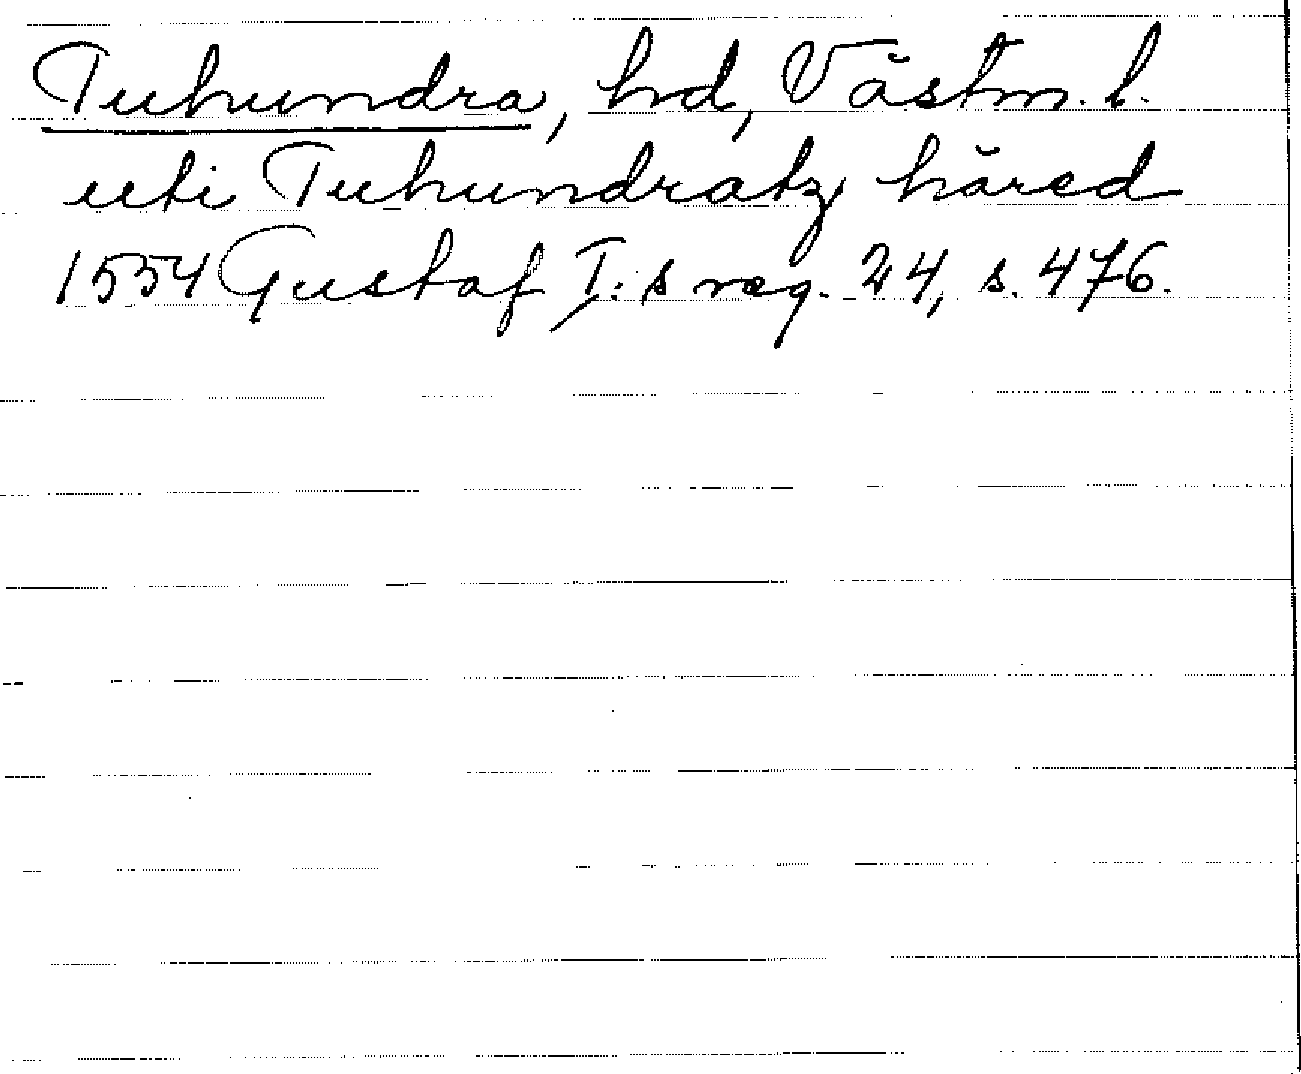 Tuhundra, hd, Västm. l.
uti Tuhundratz häred
1554 Gustaf I:s reg. 24, s. 476.